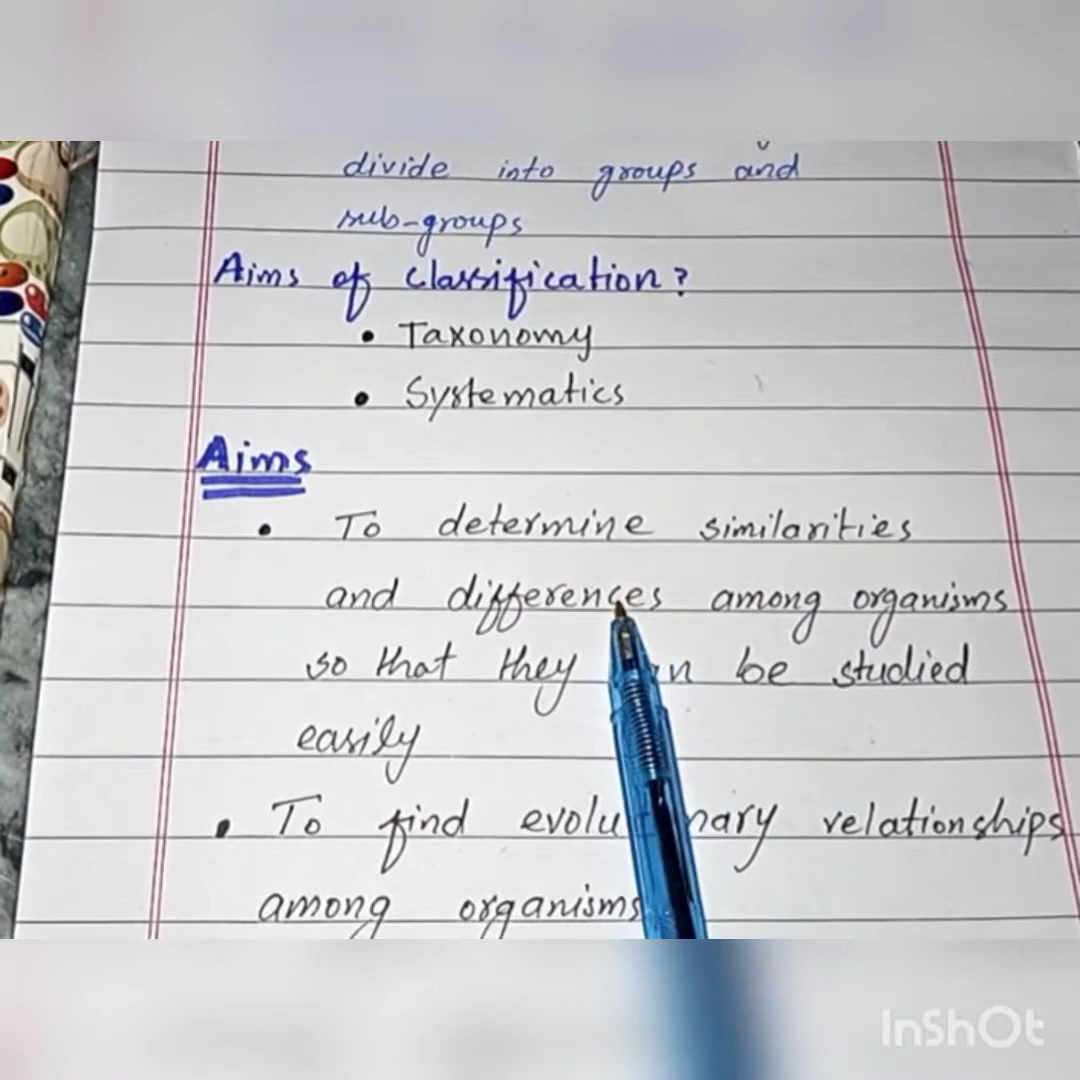 divide into groups and
sub-groups
Aims of classification?
• Taxonomy
• Systematics
Aims
• To determine similarities
and differences among organisms
so that they be studied
easily
• To find relationships
among organisms
InShOt